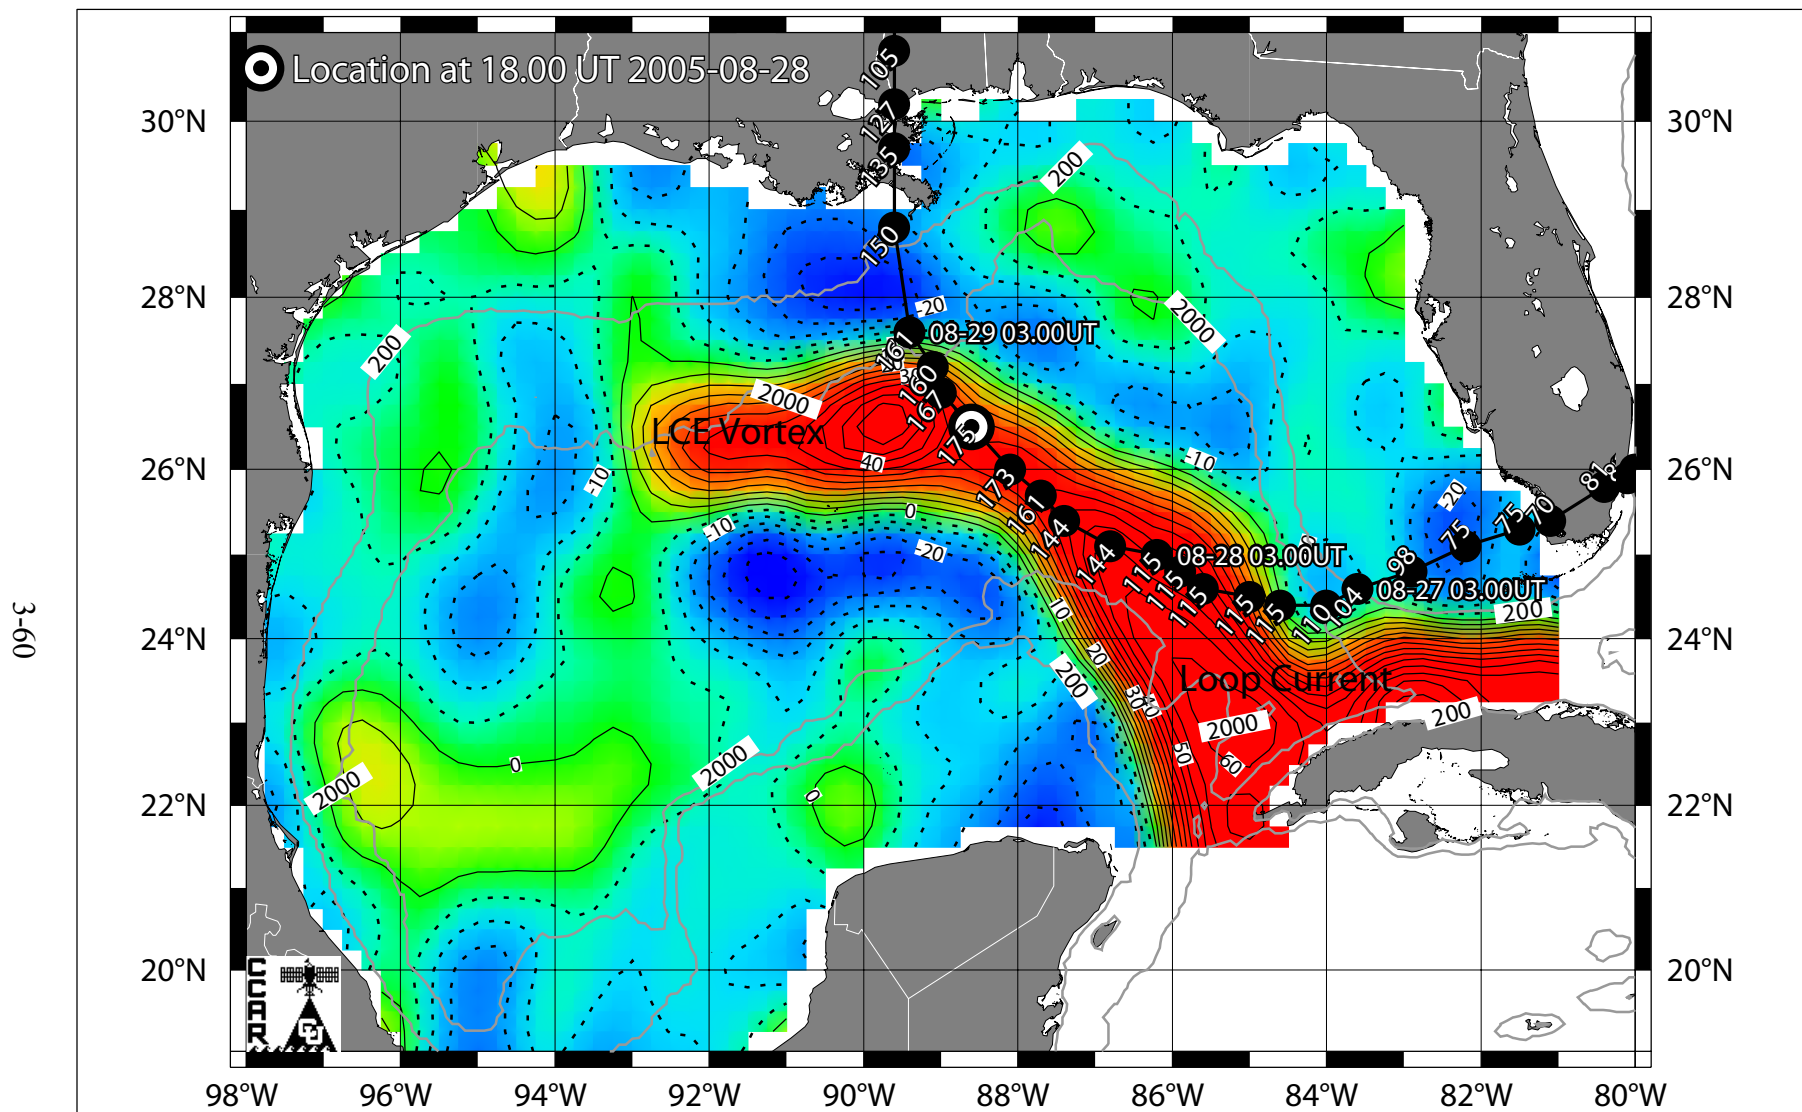 Location at 18.00 UT 2005-08-28
105
127
30°N
30°N
135
200
150
28°N
28°N
-20
2000
08-29 03.00UT
200
161
160
2000
167
LCE Vortex
175
40
-10
26°N
26°N
-10
173
81
-20
70
161
0
75
144
-10
75
-20
144
08-28 03.00UT
115
98
115
08-27 03.00UT
115
115
115
110
104
10
200
24°N
24°N
20
200
Loop Current
30
200
2000
50
60
0
2000
2000
0
22°N
22°N
20°N
20°N
CCAR
CU
98°W
96°W
94°W
92°W
90°W
88°W
86°W
84°W
82°W
80°W
3-60